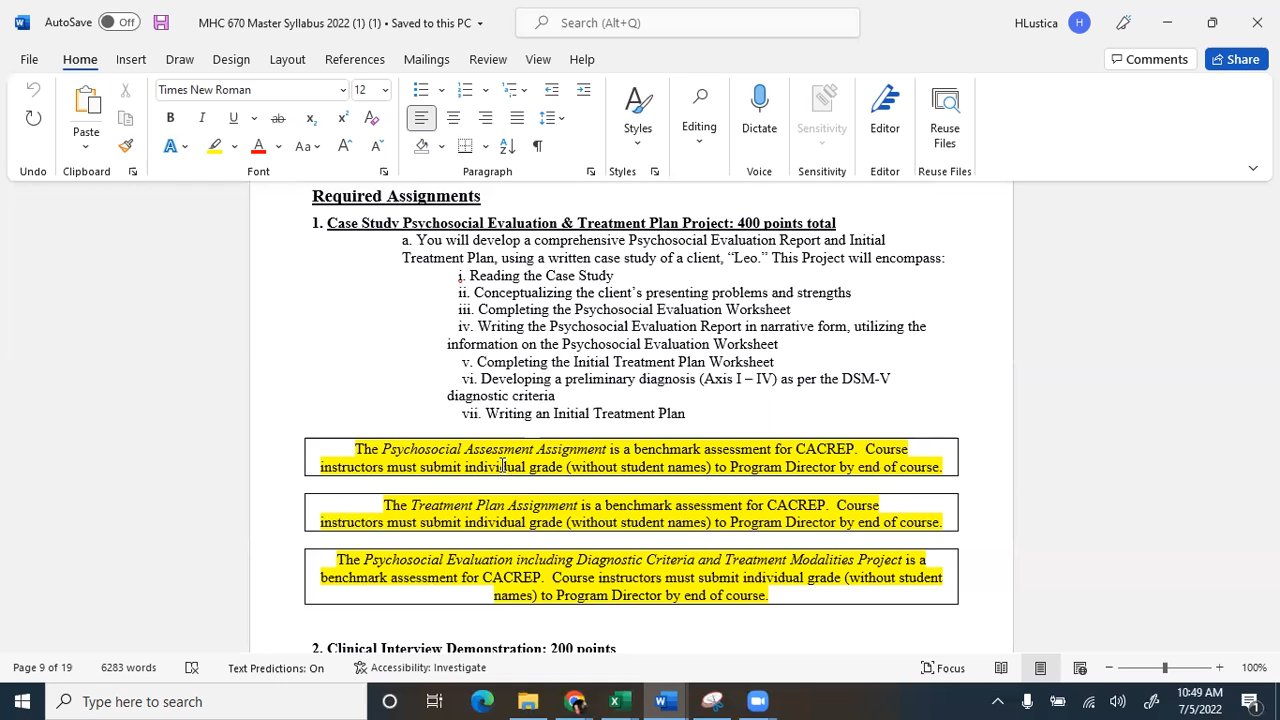 AutoSave Off MHC 670 Master Syllabus 2022 (1) (1) • Saved to this PC Search (Alt+Q) HLustica H
File Home Insert Draw Design Layout References Mailings Review View Help Comments Share
Times New Roman 12
Paste B I U ab x₂ x² A Styles Editing Dictate Sensitivity Editor Reuse Files
A A Aa A A
Undo Clipboard Font Paragraph Styles Voice Sensitivity Editor Reuse Files
Required Assignments
1. Case Study Psychosocial Evaluation & Treatment Plan Project: 400 points total
a. You will develop a comprehensive Psychosocial Evaluation Report and Initial
Treatment Plan, using a written case study of a client, “Leo.” This Project will encompass:
i. Reading the Case Study
ii. Conceptualizing the client’s presenting problems and strengths
iii. Completing the Psychosocial Evaluation Worksheet
iv. Writing the Psychosocial Evaluation Report in narrative form, utilizing the
information on the Psychosocial Evaluation Worksheet
v. Completing the Initial Treatment Plan Worksheet
vi. Developing a preliminary diagnosis (Axis I – IV) as per the DSM-V
diagnostic criteria
vii. Writing an Initial Treatment Plan
The Psychosocial Assessment Assignment is a benchmark assessment for CACREP. Course
instructors must submit individual grade (without student names) to Program Director by end of course.
The Treatment Plan Assignment is a benchmark assessment for CACREP. Course
instructors must submit individual grade (without student names) to Program Director by end of course.
The Psychosocial Evaluation including Diagnostic Criteria and Treatment Modalities Project is a
benchmark assessment for CACREP. Course instructors must submit individual grade (without student
names) to Program Director by end of course.
2. Clinical Interview Demonstration: 200 points
Page 9 of 19 6283 words Text Predictions: On Accessibility: Investigate Focus 100%
Type here to search 10:49 AM
7/5/2022